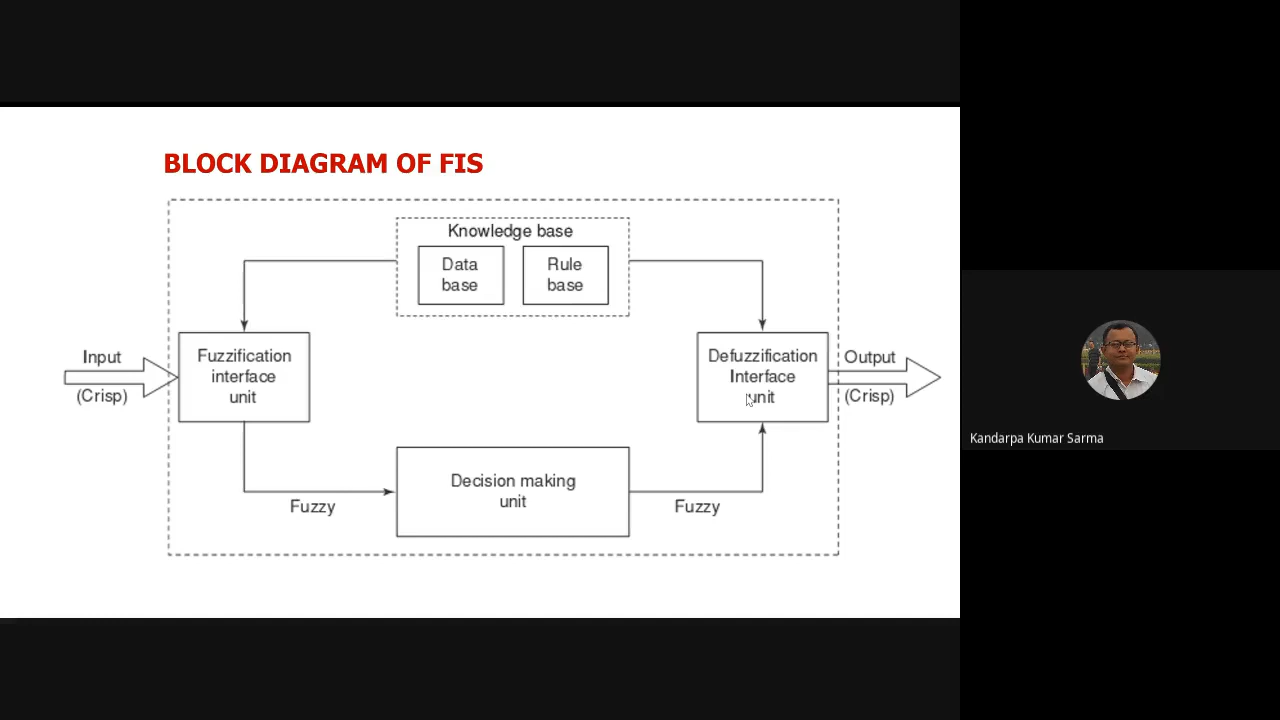 BLOCK DIAGRAM OF FIS
Knowledge base
Data
base
Rule
base
Input
(Crisp)
Fuzzification
interface
unit
Defuzzification
Interface
unit
Output
(Crisp)
Decision making
unit
Fuzzy
Fuzzy
Kandarpa Kumar Sarma